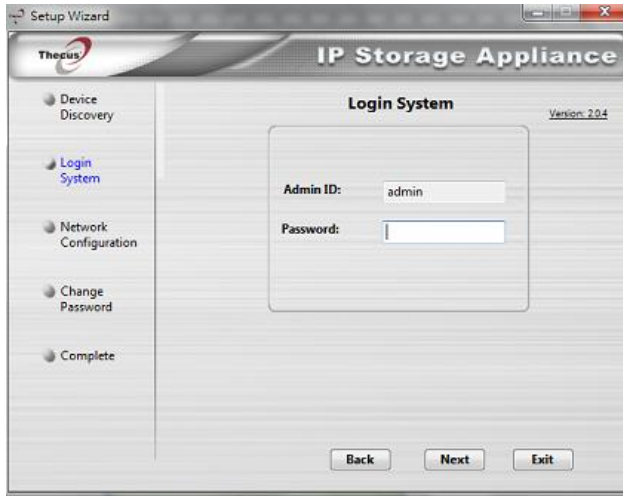 Setup Wizard
Thecus
IP Storage Appliance
Device
Discovery
Login
System
Network
Configuration
Change
Password
Complete
Login System
Version: 2.0.4
Admin ID:
admin
Password:
Back
Next
Exit